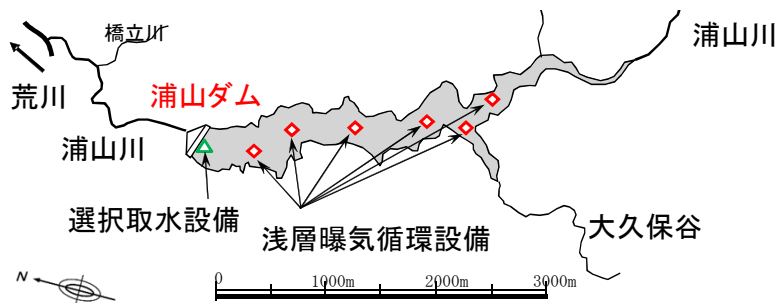 橋立川
浦山川
荒川
浦山ダム
浦山川
選択取水設備
浅層曝気循環設備
大久保谷
N
0 1000m 2000m 3000m